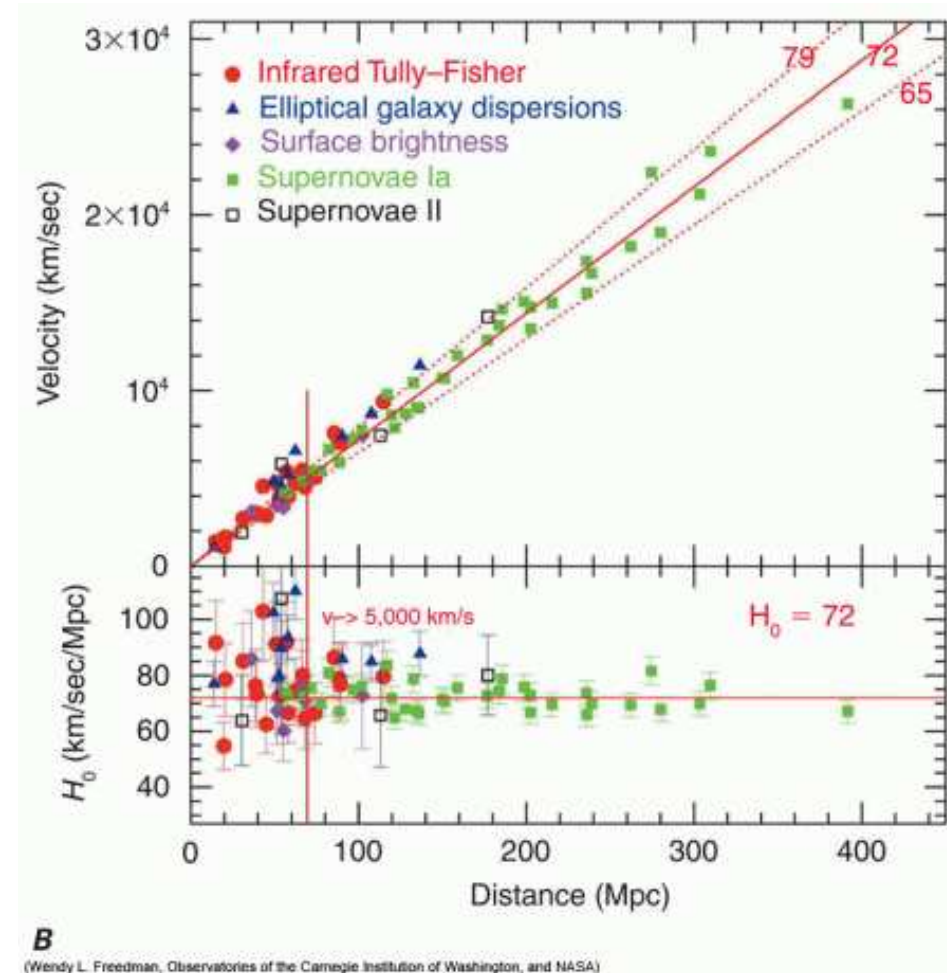 3×10⁴
2×10⁴
10⁴
0
Velocity (km/sec)
Infrared Tully–Fisher
Elliptical galaxy dispersions
Surface brightness
Supernovae Ia
Supernovae II
79
72
65
100
80
60
40
H₀ (km/sec/Mpc)
v–> 5,000 km/s
H₀ = 72
0 100 200 300 400
Distance (Mpc)
B
(Wendy L. Freedman, Observatories of the Carnegie Institution of Washington, and NASA)